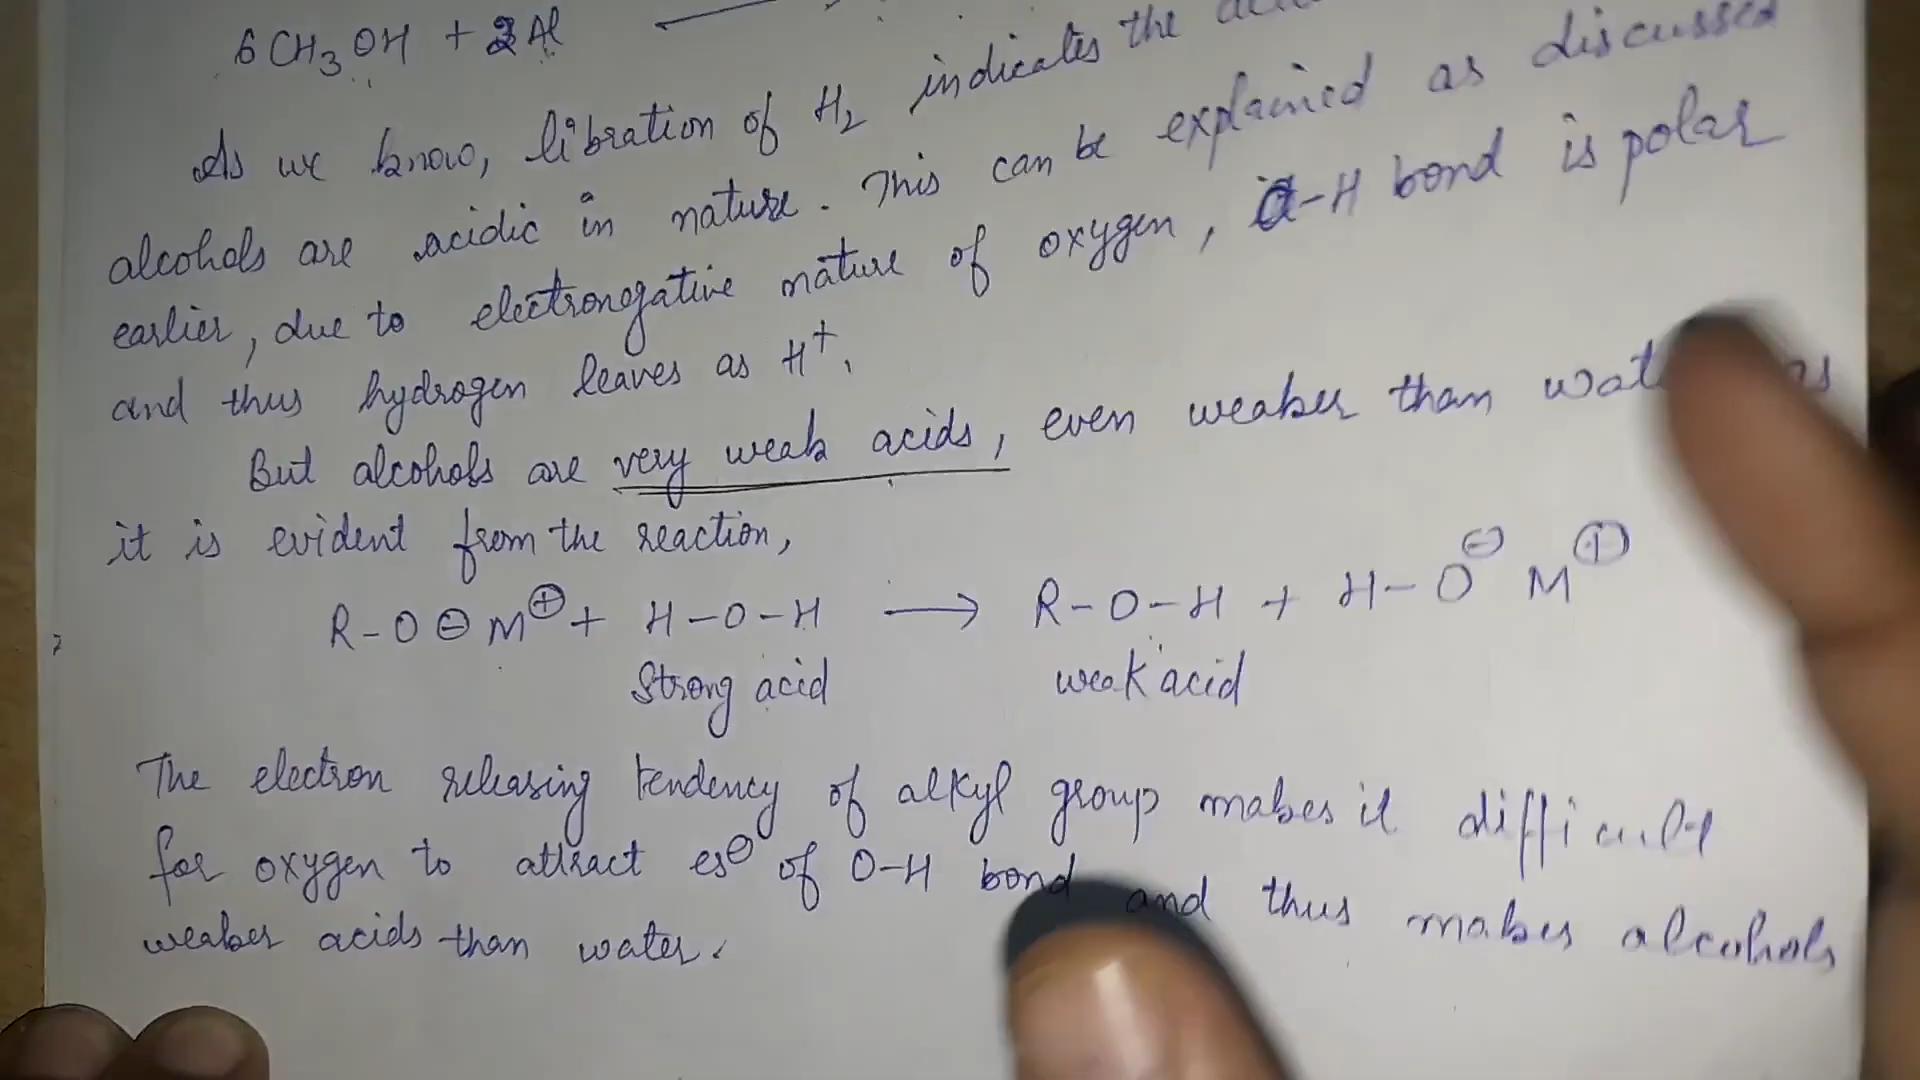 6CH₃OH + 2Al ⟶
As we know, libration of H₂ indicates the
alcohols are acidic in nature. This can be explained as discussed
earlier, due to electronegative nature of oxygen, O-H bond is polar
and thus hydrogen leaves as H⁺.
But alcohols are very weak acids, even weaker than as
it is evident from the reaction,
R-O⊖ M⊕ + H-O-H ⟶ R-O-H + H-O⊖ M⊕
Strong acid weak acid
The electron releasing tendency of alkyl group makes it difficult
for oxygen to attract es⊖ of O-H bond and thus makes alcohols
weaker acids than water.